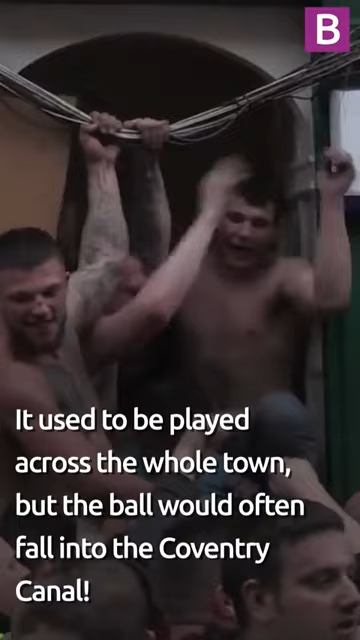 B
It used to be played
across the whole town,
but the ball would often
fall into the Coventry
Canal!